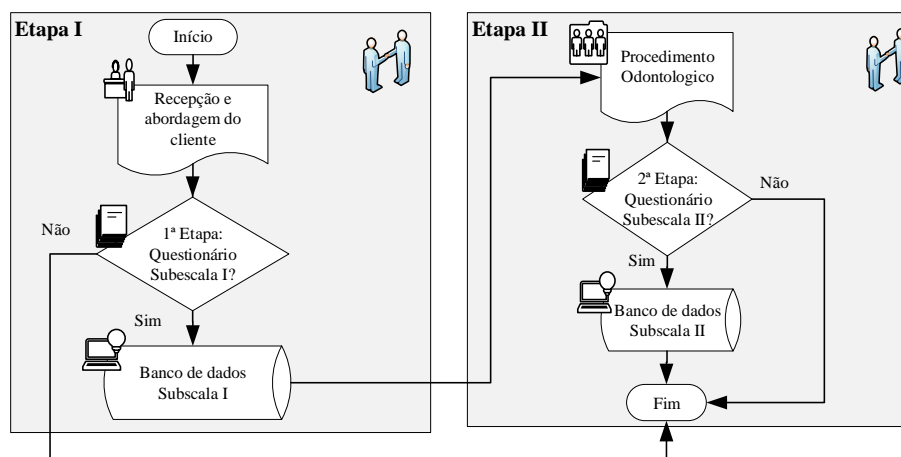 Etapa I
Início
Recepção e
abordagem do
cliente
Não
1ª Etapa:
Questionário
Subescala I?
Sim
Banco de dados
Subscala I
Etapa II
Procedimento
Odontologico
2ª Etapa:
Questionário
Subescala II?
Não
Sim
Banco de dados
Subscala II
Fim